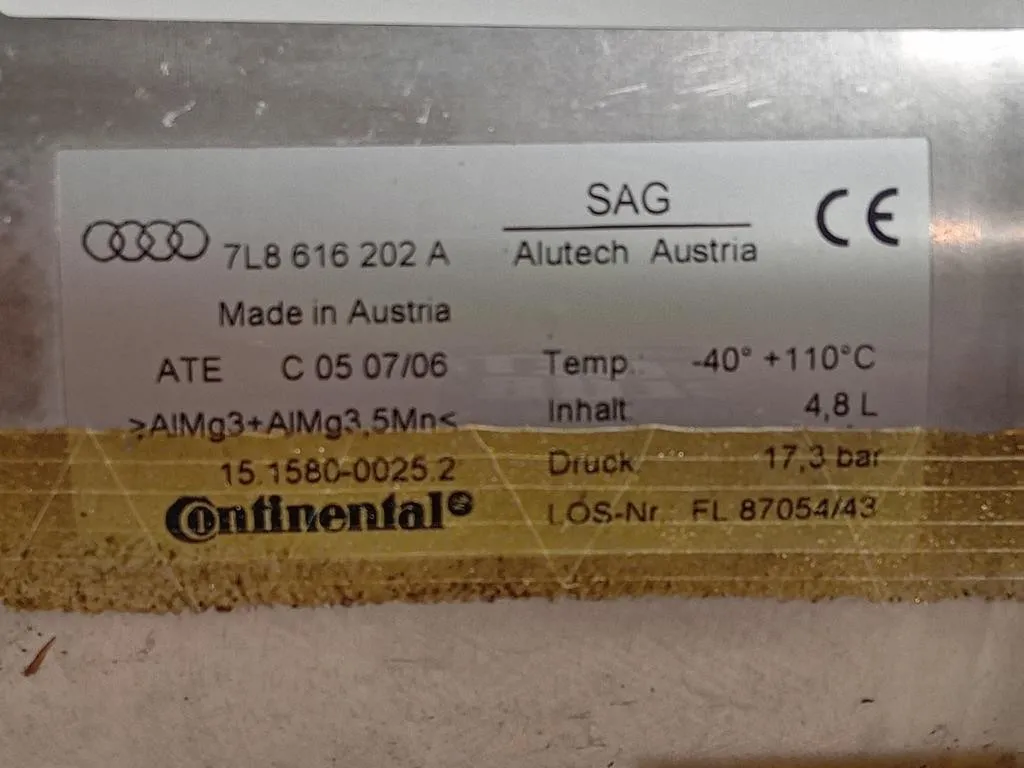 SAG
CE
7L8 616 202 A
Alutech Austria
Made in Austria
ATE C 05 07/06
Temp.: -40° +110°C
>AlMg3+AlMg3,5Mn<
Inhalt 4,8 L
15.1580-0025.2
Druck 17,3 bar
Continental
LOS-Nr. FL 87054/43